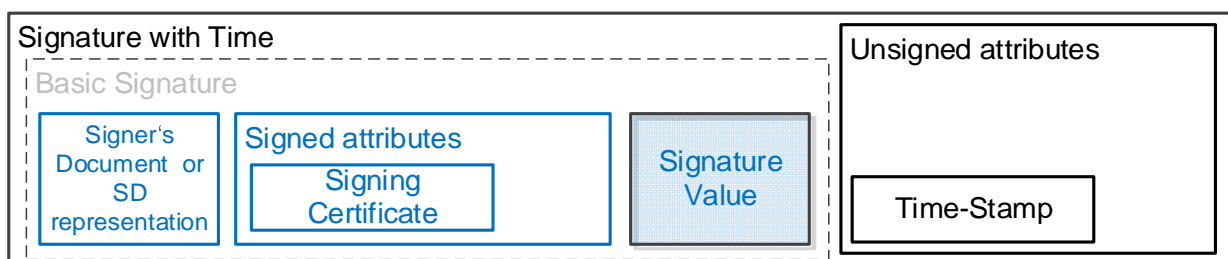 Signature with Time
Basic Signature
Signer‘s
Document or
SD
representation
Signed attributes
Signing
Certificate
Signature
Value
Unsigned attributes
Time-Stamp